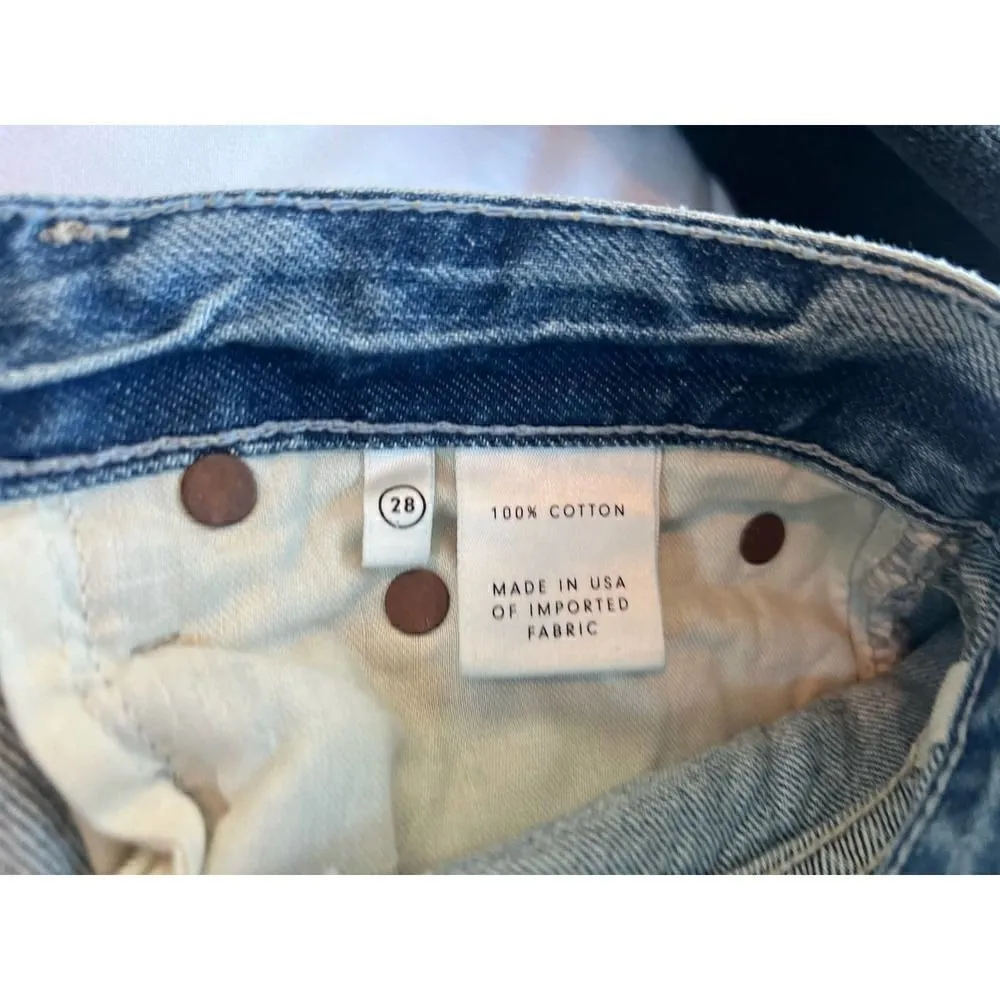 28
100% COTTON
MADE IN USA
OF IMPORTED
FABRIC